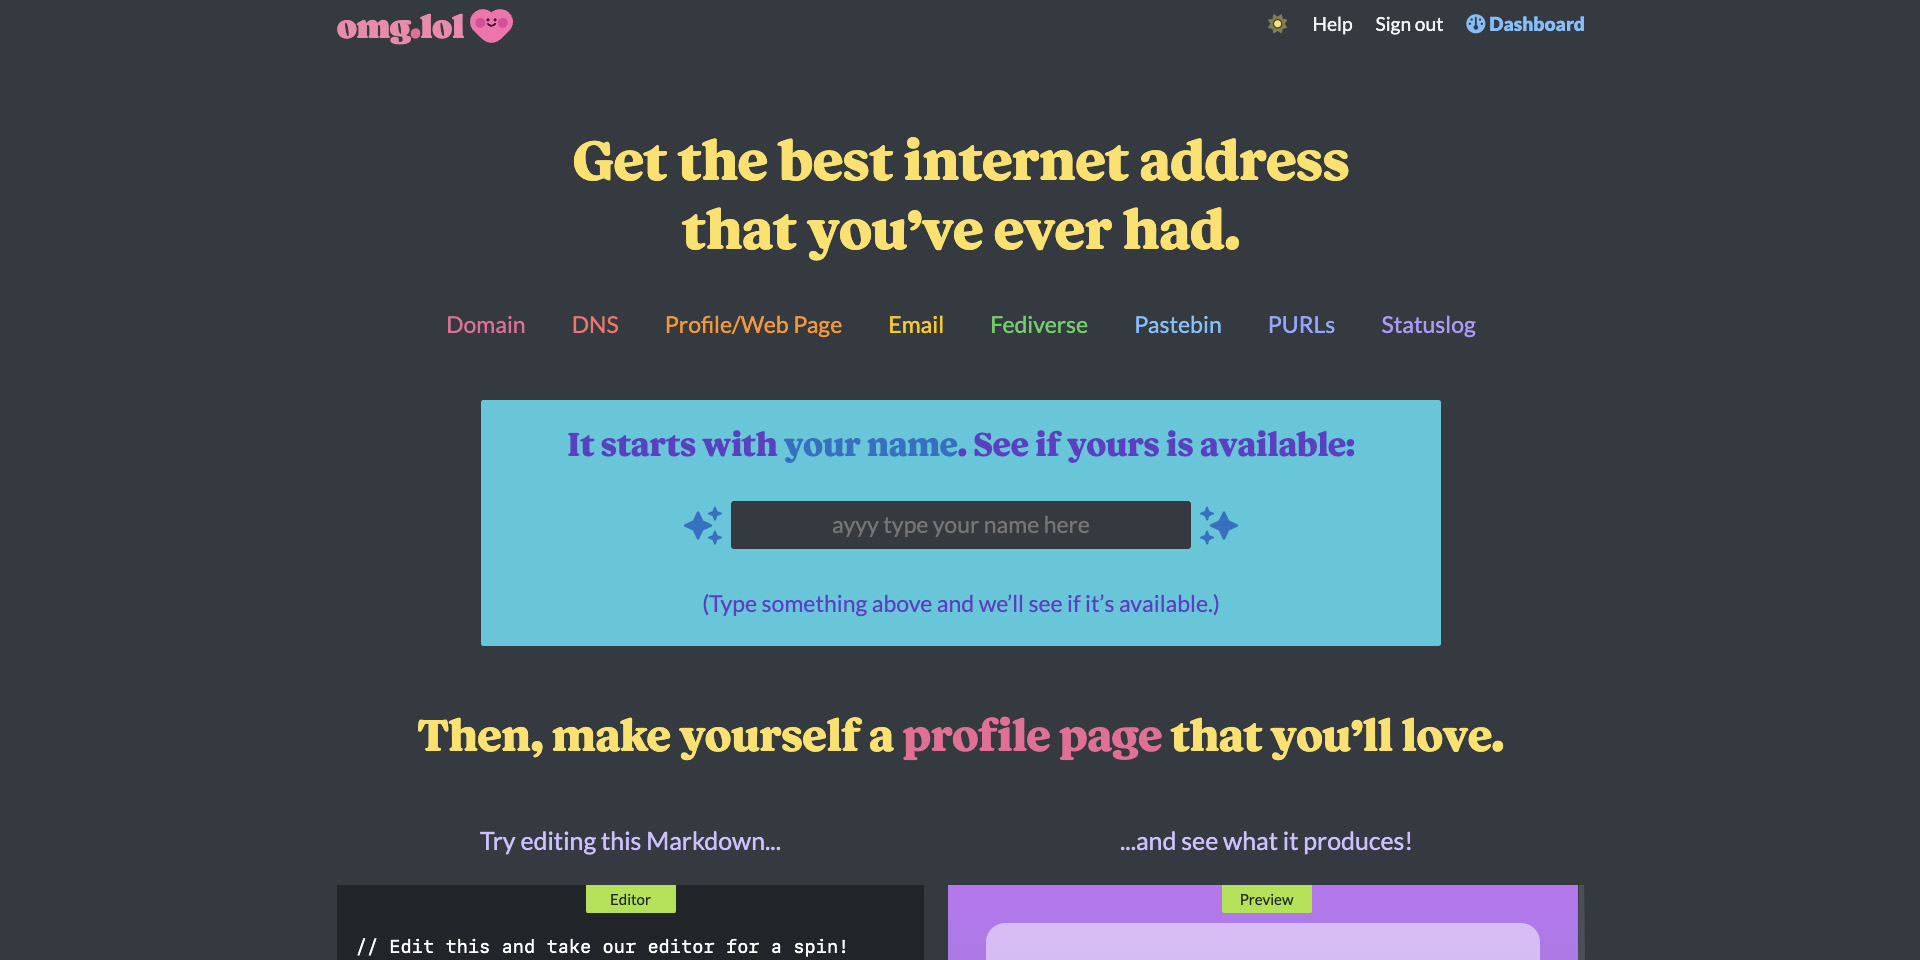 omg.lol
Help Sign out Dashboard
Get the best internet address
that you’ve ever had.
Domain DNS Profile/Web Page Email Fediverse Pastebin PURLs Statuslog
It starts with your name. See if yours is available:
ayyy type your name here
(Type something above and we’ll see if it’s available.)
Then, make yourself a profile page that you’ll love.
Try editing this Markdown...
...and see what it produces!
Editor
Preview
// Edit this and take our editor for a spin!